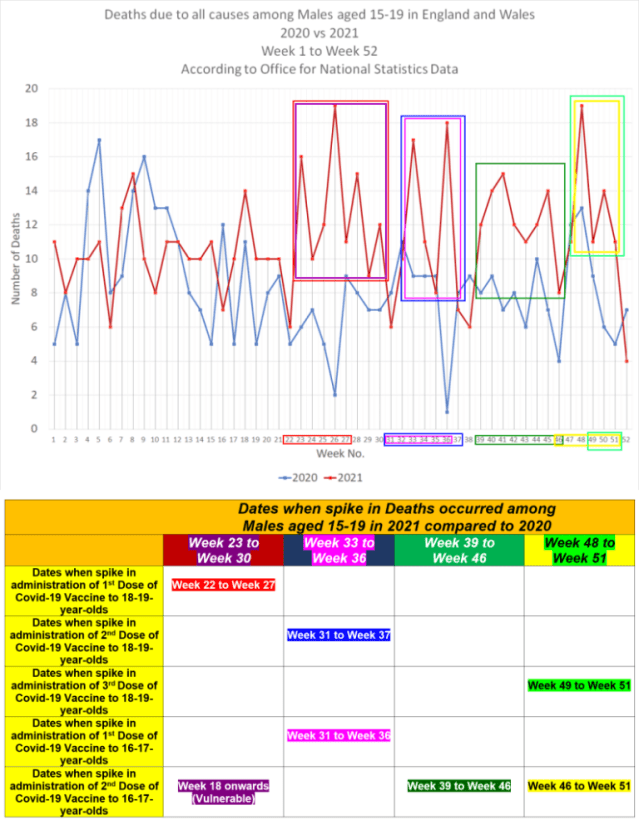 Deaths due to all causes among Males aged 15-19 in England and Wales
2020 vs 2021
Week 1 to Week 52
According to Office for National Statistics Data
20
18
16
14
12
10
8
6
4
2
0
Number of Deaths
1 2 3 4 5 6 7 8 9 10 11 12 13 14 15 16 17 18 19 20 21 22 23 24 25 26 27 28 29 30 31 32 33 34 35 36 37 38 39 40 41 42 43 44 45 46 47 48 49 50 51 52
Week No.
2020 2021
Dates when spike in Deaths occurred among
Males aged 15-19 in 2021 compared to 2020
Week 23 to
Week 30
Week 33 to
Week 36
Week 39 to
Week 46
Week 48 to
Week 51
Dates when spike in
administration of 1st Dose of
Covid-19 Vaccine to 18-19-
year-olds
Week 22 to Week 27
Dates when spike in
administration of 2nd Dose of
Covid-19 Vaccine to 18-19-
year-olds
Week 31 to Week 37
Dates when spike in
administration of 3rd Dose of
Covid-19 Vaccine to 18-19-
year-olds
Week 49 to Week 51
Dates when spike in
administration of 1st Dose of
Covid-19 Vaccine to 16-17-
year-olds
Week 31 to Week 36
Dates when spike in
administration of 2nd Dose of
Covid-19 Vaccine to 16-17-
year-olds
Week 18 onwards
(Vulnerable)
Week 39 to Week 46
Week 46 to Week 51